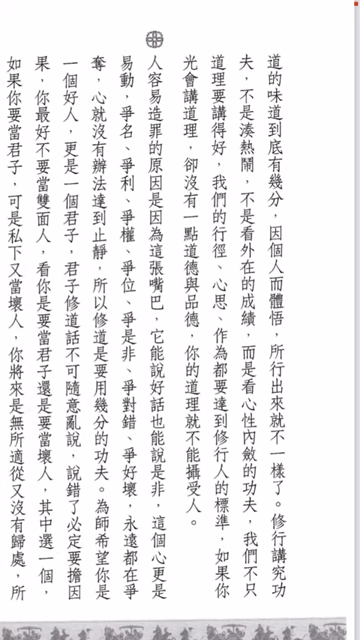 道的味道到底有幾分，因個人而體悟，所行出來就不一樣了。修行講究功
夫，不是湊熱鬧，不是看外在的成績，而是看心性內斂的功夫，我們不只
道理要講得好，我們的行徑、心思、作為都要達到修行人的標準，如果你
光會講道理，卻沒有一點道德與品德，你的道理就不能攝受人。
人容易造罪的原因是因為這張嘴巴，它能說好話也能說是非，這個心更是
易動，爭名、爭利、爭權、爭位、爭是非、爭對錯、爭好壞，永遠都在爭
奪，心就沒有辦法達到止靜，所以修道是要用幾分的功夫。為師希望你是
一個好人，更是一個君子，君子修道話不可隨意亂說，說錯了必定要擔因
果，你最好不要當雙面人，看你是要當君子還是要當壞人，其中選一個，
如果你要當君子，可是私下又當壞人，你將來是無所適從又沒有歸處，所